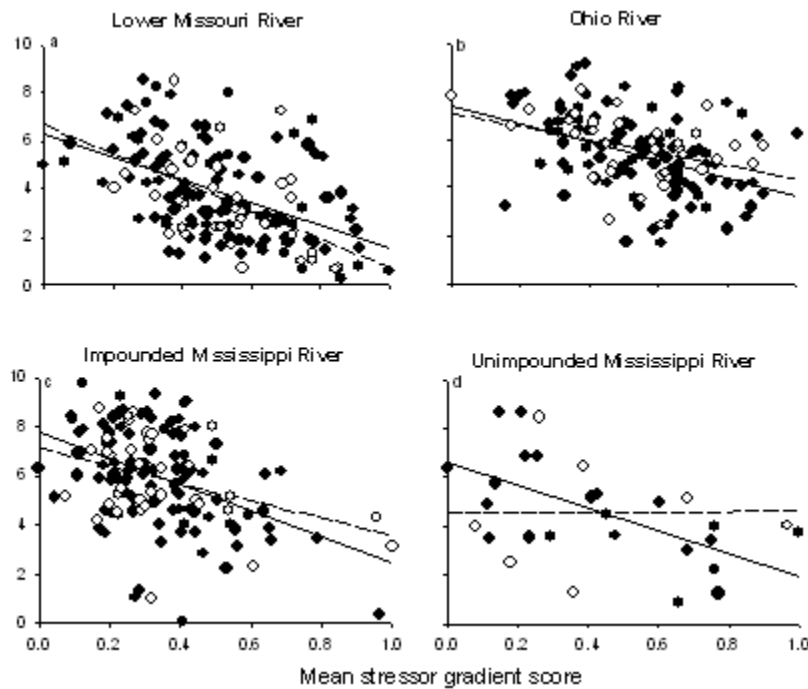 Lower Missouri River
Ohio River
10
8
6
4
2
0
a
b
Impounded Mississippi River
Unimpounded Mississippi River
10
8
6
4
2
0
c
d
0.0 0.2 0.4 0.6 0.8 1.0
0.0 0.2 0.4 0.6 0.8 1.0
Mean stressor gradient score